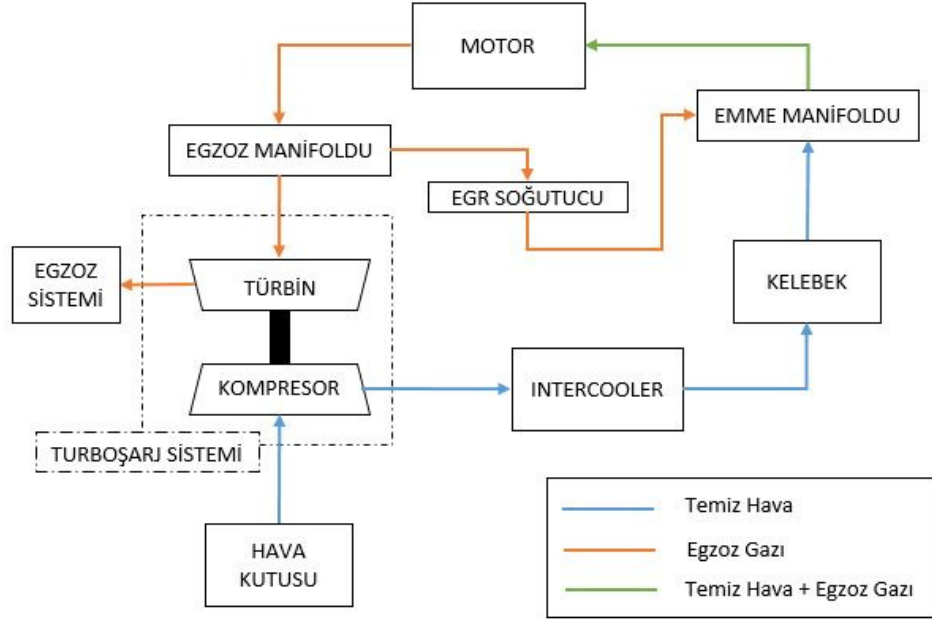 MOTOR
EMME MANİFOLDU
EGZOZ MANİFOLDU
EGR SOĞUTUCU
EGZOZ
SİSTEMİ
TÜRBİN
KELEBEK
KOMPRESOR
INTERCOOLER
TURBOŞARJ SİSTEMİ
HAVA
KUTUSU
Temiz Hava
Egzoz Gazı
Temiz Hava + Egzoz Gazı